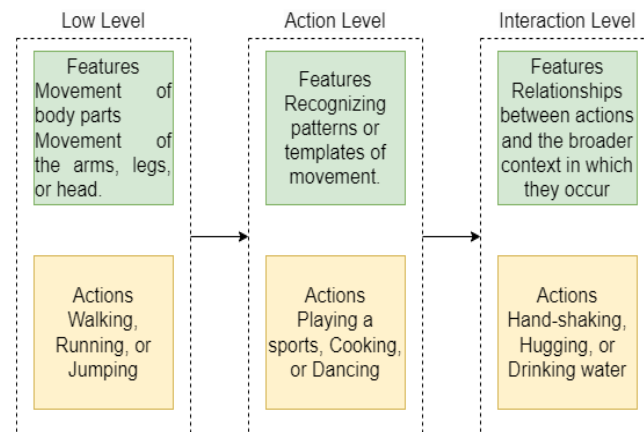 Low Level
Action Level
Interaction Level
Features
Movement of
body parts
Movement of
the arms, legs,
or head.
Features
Recognizing
patterns or
templates of
movement.
Features
Relationships
between actions
and the broader
context in which
they occur
Actions
Walking,
Running, or
Jumping
Actions
Playing a
sports, Cooking,
or Dancing
Actions
Hand-shaking,
Hugging, or
Drinking water